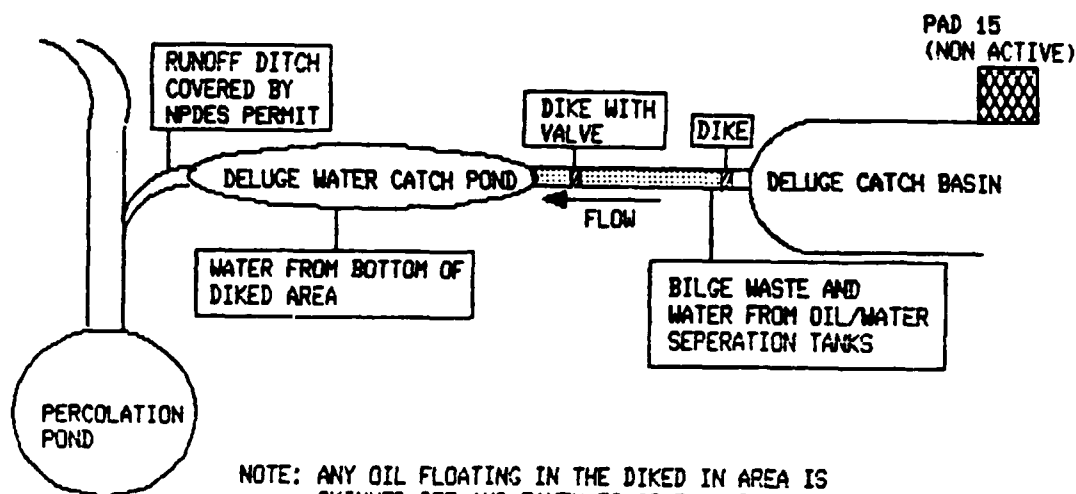 PAD 15
(NON ACTIVE)
RUNOFF DITCH
COVERED BY
NPDES PERMIT
DIKE WITH
VALVE
DIKE
DELUGE WATER CATCH POND
DELUGE CATCH BASIN
FLOW
WATER FROM BOTTOM OF
DIKED AREA
BILGE WASTE AND
WATER FROM OIL/WATER
SEPERATION TANKS
PERCOLATION
POND
NOTE: ANY OIL FLOATING IN THE DIKED IN AREA IS